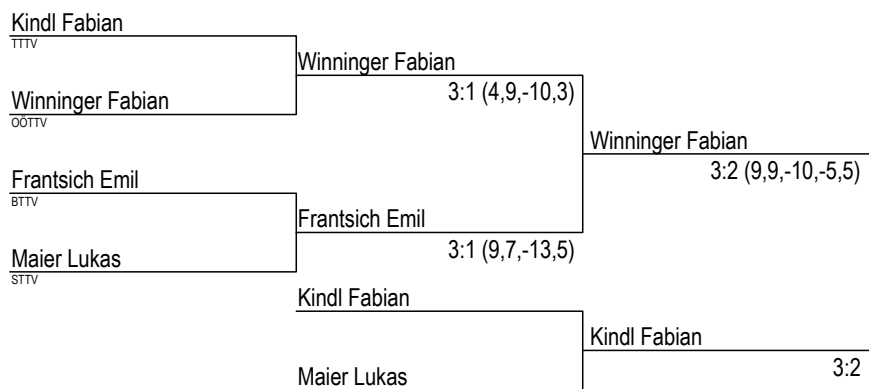 Kindl Fabian
TTTV
Winninger Fabian
3:1 (4,9,-10,3)
Winninger Fabian
OÖTTV
Winninger Fabian
3:2 (9,9,-10,-5,5)
Frantsich Emil
BTTV
Frantsich Emil
3:1 (9,7,-13,5)
Maier Lukas
STTV
Kindl Fabian
Kindl Fabian
3:2
Maier Lukas